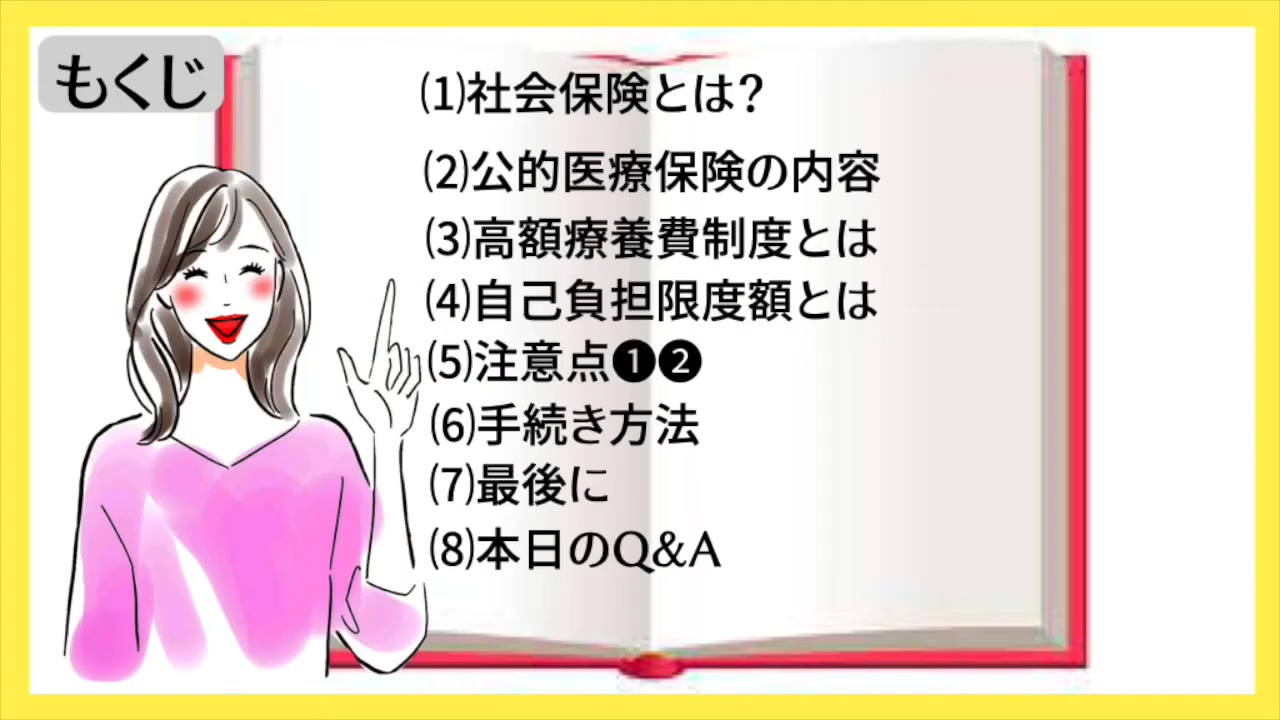 もくじ
(1)社会保険とは？
(2)公的医療保険の内容
(3)高額療養費制度とは
(4)自己負担限度額とは
(5)注意点❶❷
(6)手続き方法
(7)最後に
(8)本日のQ&A